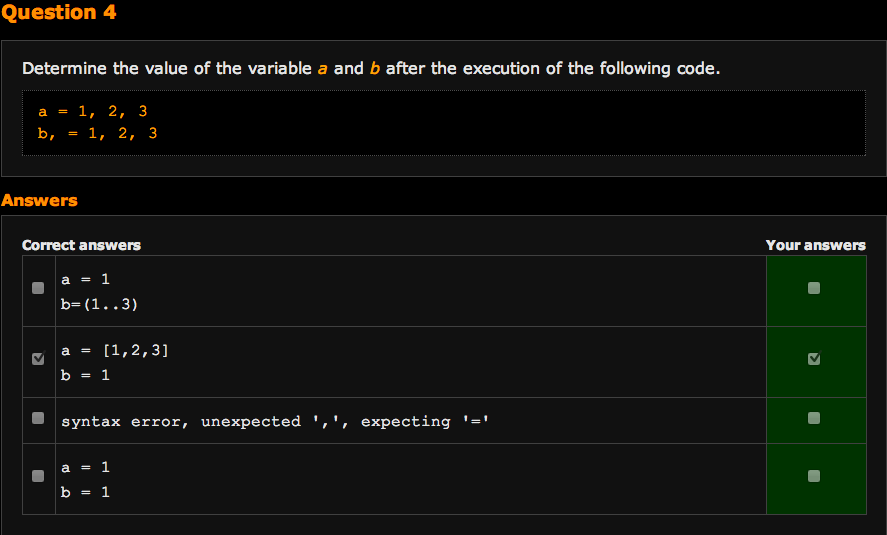 Question 4
Determine the value of the variable a and b after the execution of the following code.
a = 1, 2, 3
b, = 1, 2, 3
Answers
Correct answers Your answers
a = 1
b=(1..3)
a = [1,2,3]
b = 1
syntax error, unexpected ',', expecting '='
a = 1
b = 1